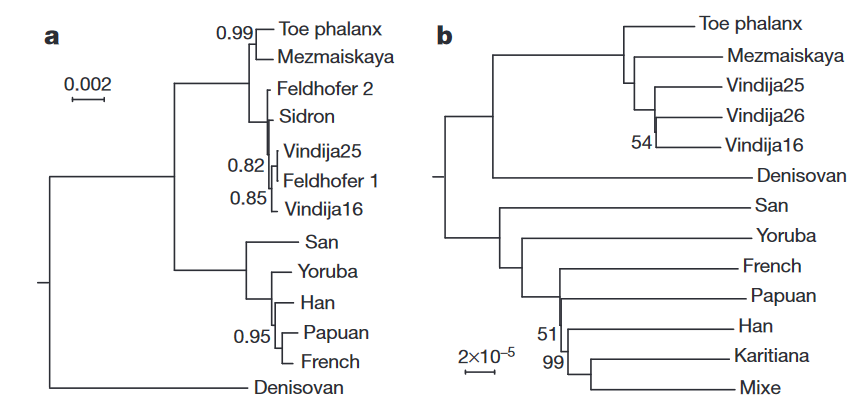 a
0.99
Toe phalanx
Mezmaiskaya
0.002
Feldhofer 2
Sidron
Vindija25
0.82
Feldhofer 1
0.85
Vindija16
San
Yoruba
Han
0.95
Papuan
French
Denisovan
b
Toe phalanx
Mezmaiskaya
Vindija25
Vindija26
54
Vindija16
Denisovan
San
Yoruba
French
Papuan
51
Han
2×10⁻⁵
99
Karitiana
Mixe